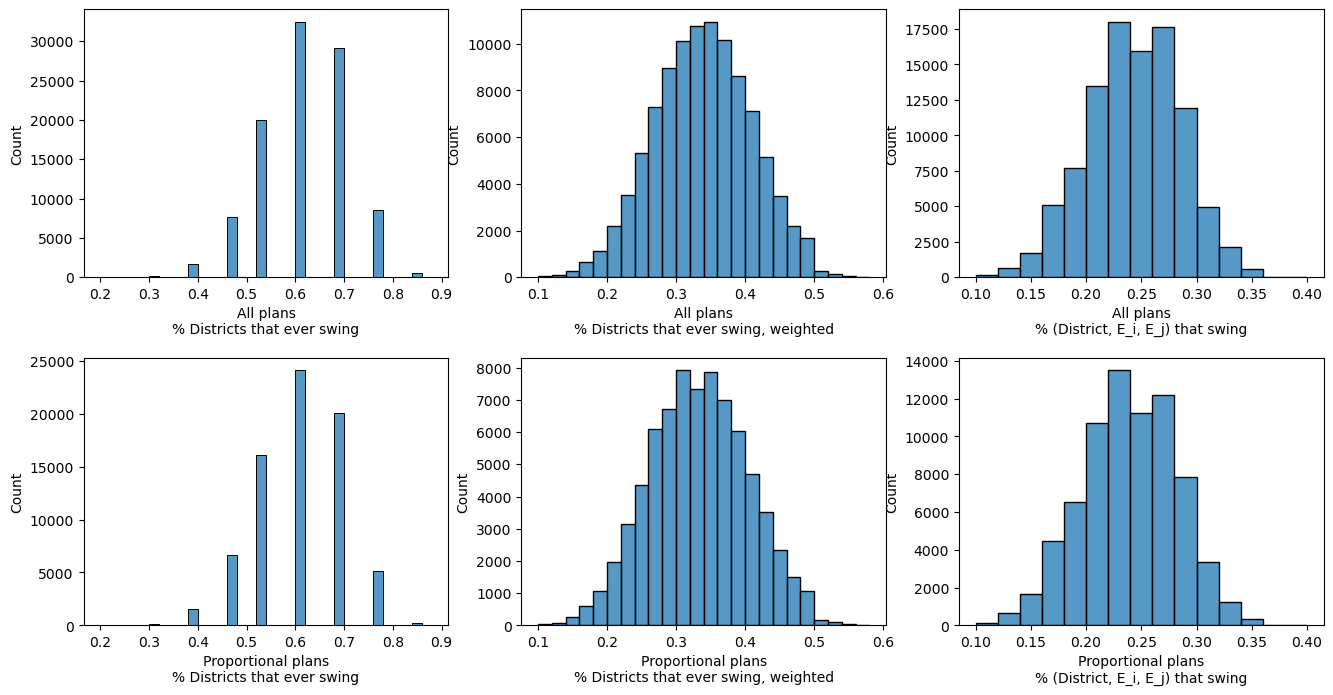 30000
25000
20000
15000
10000
5000
0
Count
0.2 0.3 0.4 0.5 0.6 0.7 0.8 0.9
All plans
% Districts that ever swing
10000
8000
6000
4000
2000
0
Count
0.1 0.2 0.3 0.4 0.5 0.6
All plans
% Districts that ever swing, weighted
17500
15000
12500
10000
7500
5000
2500
0
Count
0.10 0.15 0.20 0.25 0.30 0.35 0.40
All plans
% (District, E_i, E_j) that swing
25000
20000
15000
10000
5000
0
Count
0.2 0.3 0.4 0.5 0.6 0.7 0.8 0.9
Proportional plans
% Districts that ever swing
8000
7000
6000
5000
4000
3000
2000
1000
0
Count
0.1 0.2 0.3 0.4 0.5 0.6
Proportional plans
% Districts that ever swing, weighted
14000
12000
10000
8000
6000
4000
2000
0
Count
0.10 0.15 0.20 0.25 0.30 0.35 0.40
Proportional plans
% (District, E_i, E_j) that swing